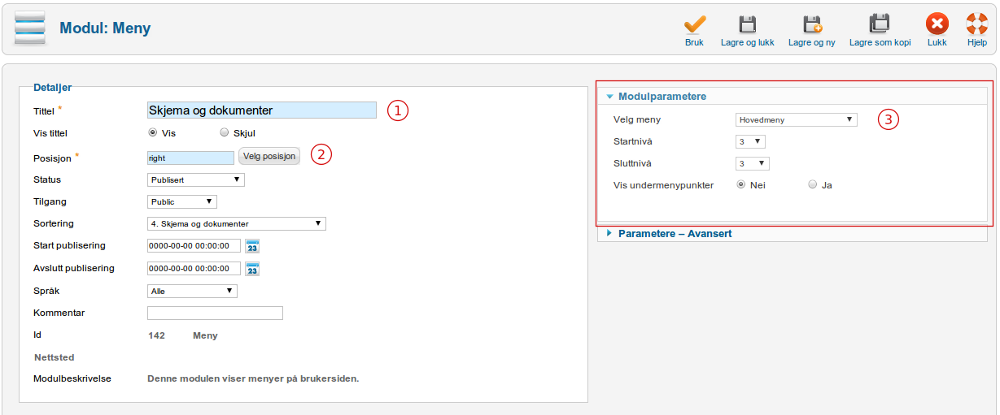 Modul: Meny
Bruk
Lagre og lukk
Lagre og ny
Lagre som kopi
Lukk
Hjelp
Detaljer
Tittel * Skjema og dokumenter 1
Vis tittel Vis Skjul
Posisjon * right Velg posisjon 2
Status Publisert
Tilgang Public
Sortering 4. Skjema og dokumenter
Start publisering 0000-00-00 00:00:00 23
Avslutt publisering 0000-00-00 00:00:00 23
Språk Alle
Kommentar
Id 142 Meny
Nettsted
Modulbeskrivelse Denne modulen viser menyer på brukersiden.
Modulparametere
Velg meny Hovedmeny 3
Startnivå 3
Sluttnivå 3
Vis undermenypunkter Nei Ja
Parametere – Avansert